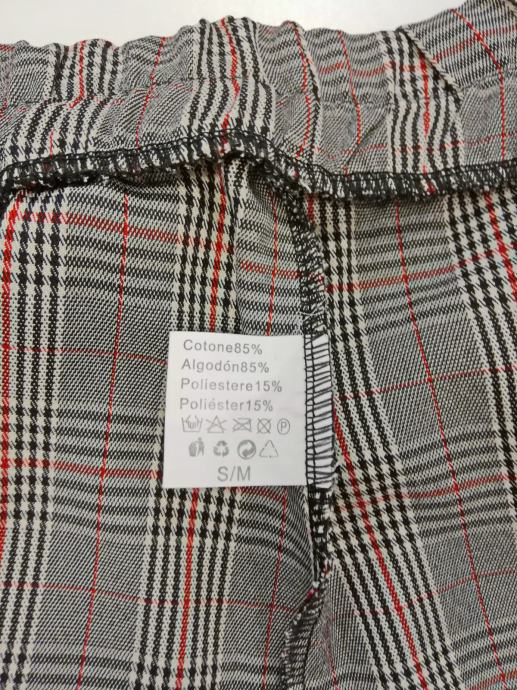 Cotone85%
Algodón85%
Poliestere15%
Poliéster15%
P
S/M